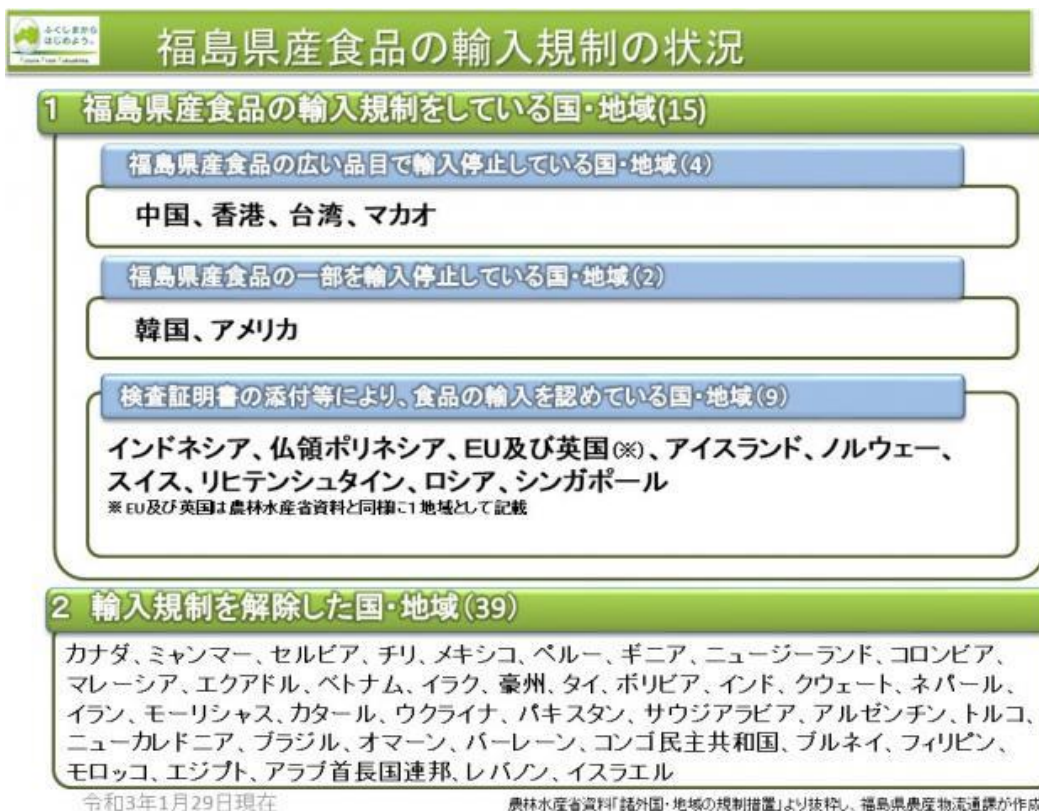 ふくしまから
はじめよう。
Future From Fukushima.
福島県産食品の輸入規制の状況
1 福島県産食品の輸入規制をしている国・地域(15)
福島県産食品の広い品目で輸入停止している国・地域(4)
中国、香港、台湾、マカオ
福島県産食品の一部を輸入停止している国・地域(2)
韓国、アメリカ
検査証明書の添付等により、食品の輸入を認めている国・地域(9)
インドネシア、仏領ポリネシア、EU及び英国(※)、アイスランド、ノルウェー、
スイス、リヒテンシュタイン、ロシア、シンガポール
※EU及び英国は農林水産省資料と同様に1地域として記載
2 輸入規制を解除した国・地域(39)
カナダ、ミャンマー、セルビア、チリ、メキシコ、ペルー、ギニア、ニュージーランド、コロンビア、
マレーシア、エクアドル、ベトナム、イラク、豪州、タイ、ボリビア、インド、クウェート、ネパール、
イラン、モーリシャス、カタール、ウクライナ、パキスタン、サウジアラビア、アルゼンチン、トルコ、
ニューカレドニア、ブラジル、オマーン、バーレーン、コンゴ民主共和国、ブルネイ、フィリピン、
モロッコ、エジプト、アラブ首長国連邦、レバノン、イスラエル
令和3年1月29日現在
農林水産省資料「諸外国・地域の規制措置」より抜粋し、福島県農産物流通課が作成